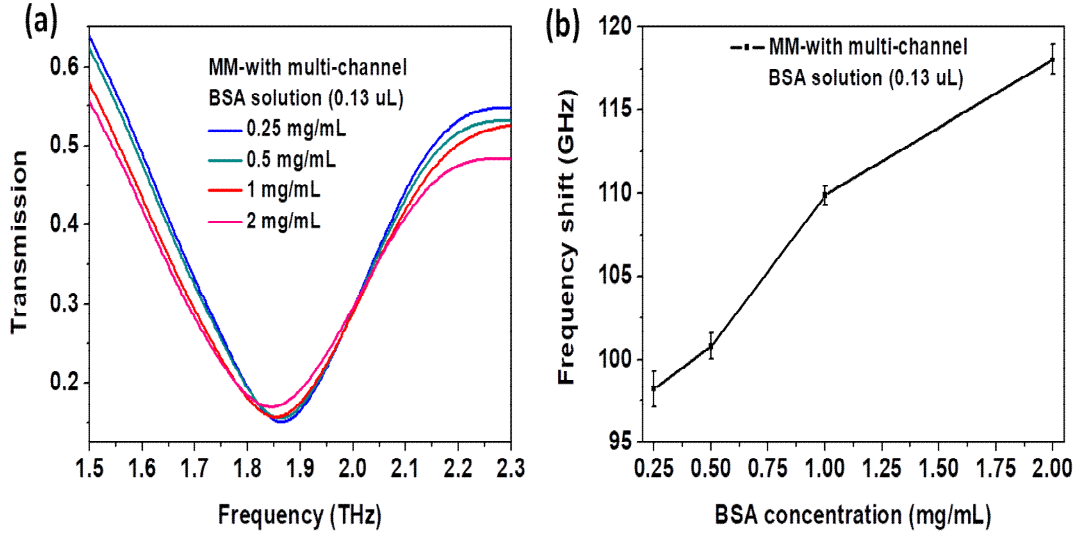 (a)
MM-with multi-channel
BSA solution (0.13 uL)
0.25 mg/mL
0.5 mg/mL
1 mg/mL
2 mg/mL
Transmission
0.6
0.5
0.4
0.3
0.2
1.5 1.6 1.7 1.8 1.9 2.0 2.1 2.2 2.3
Frequency (THz)
(b)
MM-with multi-channel
BSA solution (0.13 uL)
Frequency shift (GHz)
120
115
110
105
100
95
0.25 0.50 0.75 1.00 1.25 1.50 1.75 2.00
BSA concentration (mg/mL)